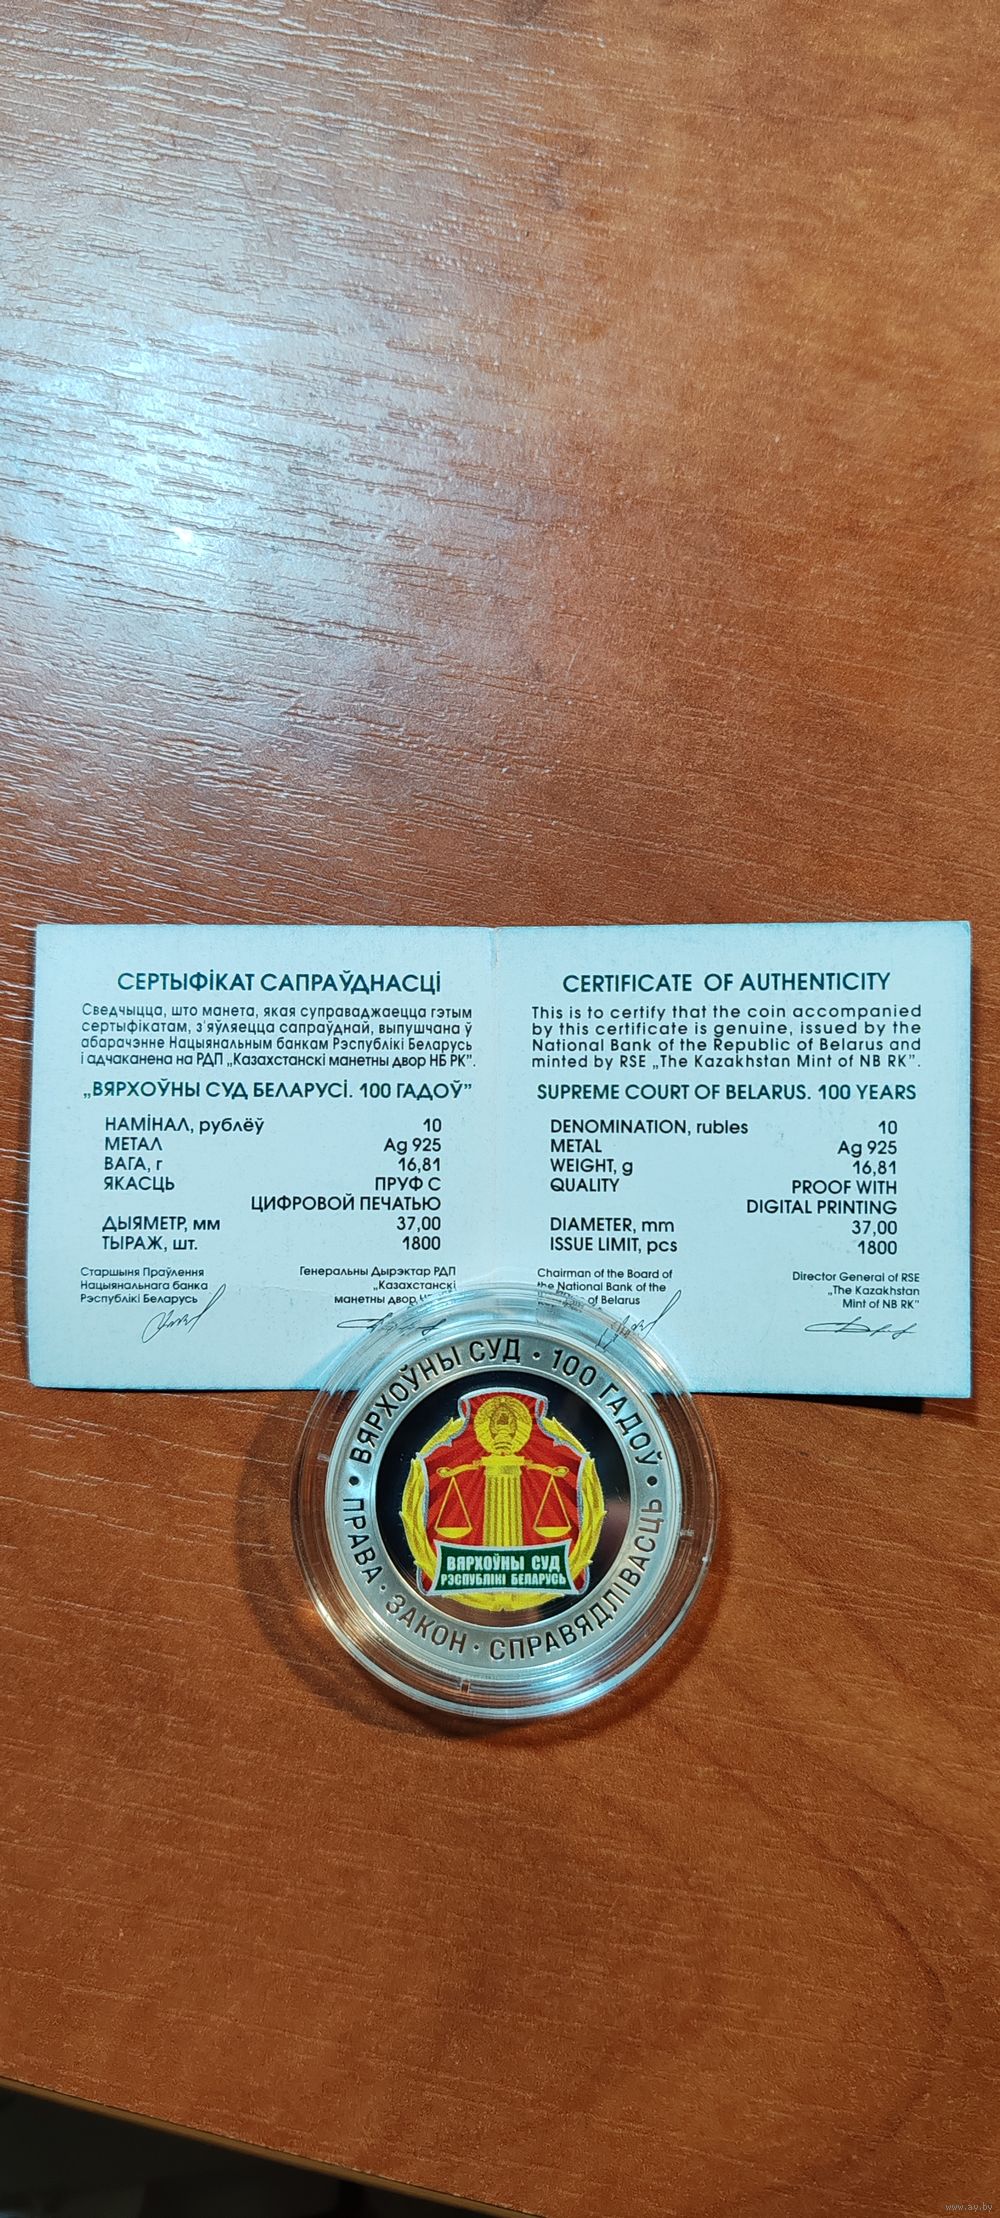 СЕРТЫФІКАТ САПРАЎДНАСЦІ
Сведчыцца, што манета, якая суправаджаецца гэтым
сертыфікатам, з'яўляецца сапраўднай, выпушчана ў
абарачэнне Нацыянальным банкам Рэспублікі Беларусь
і адчаканена на РДП „Казахстанскі манетны двор НБ РК".
„ВЯРХОЎНЫ СУД БЕЛАРУСІ. 100 ГАДОЎ"
НАМІНАЛ, рублёў 10
МЕТАЛ Ag 925
ВАГА, г 16,81
ЯКАСЦЬ ПРУФ С
ЦИФРОВОЙ ПЕЧАТЬЮ
ДЫЯМЕТР, мм 37,00
ТЫРАЖ, шт. 1800
Старшыня Праўлення
Нацыянальнага банка
Рэспублікі Беларусь
Генеральны Дырэктар РДП
„Казахстанскі
манетны двор
CERTIFICATE OF AUTHENTICITY
This is to certify that the coin accompanied
by this certificate is genuine, issued by the
National Bank of the Republic of Belarus and
minted by RSE „The Kazakhstan Mint of NB RK".
SUPREME COURT OF BELARUS. 100 YEARS
DENOMINATION, rubles 10
METAL Ag 925
WEIGHT, g 16,81
QUALITY PROOF WITH
DIGITAL PRINTING
DIAMETER, mm 37,00
ISSUE LIMIT, pcs 1800
Chairman of the Board of
the National Bank of the
of Belarus
Director General of RSE
„The Kazakhstan
Mint of NB RK"
ВЯРХОЎНЫ СУД · 100 ГАДОЎ
· ПРАВА · ЗАКОН · СПРАВЯДЛІВАСЦЬ ·
ВЯРХОЎНЫ СУД
РЭСПУБЛІКІ БЕЛАРУСЬ
www.ay.by